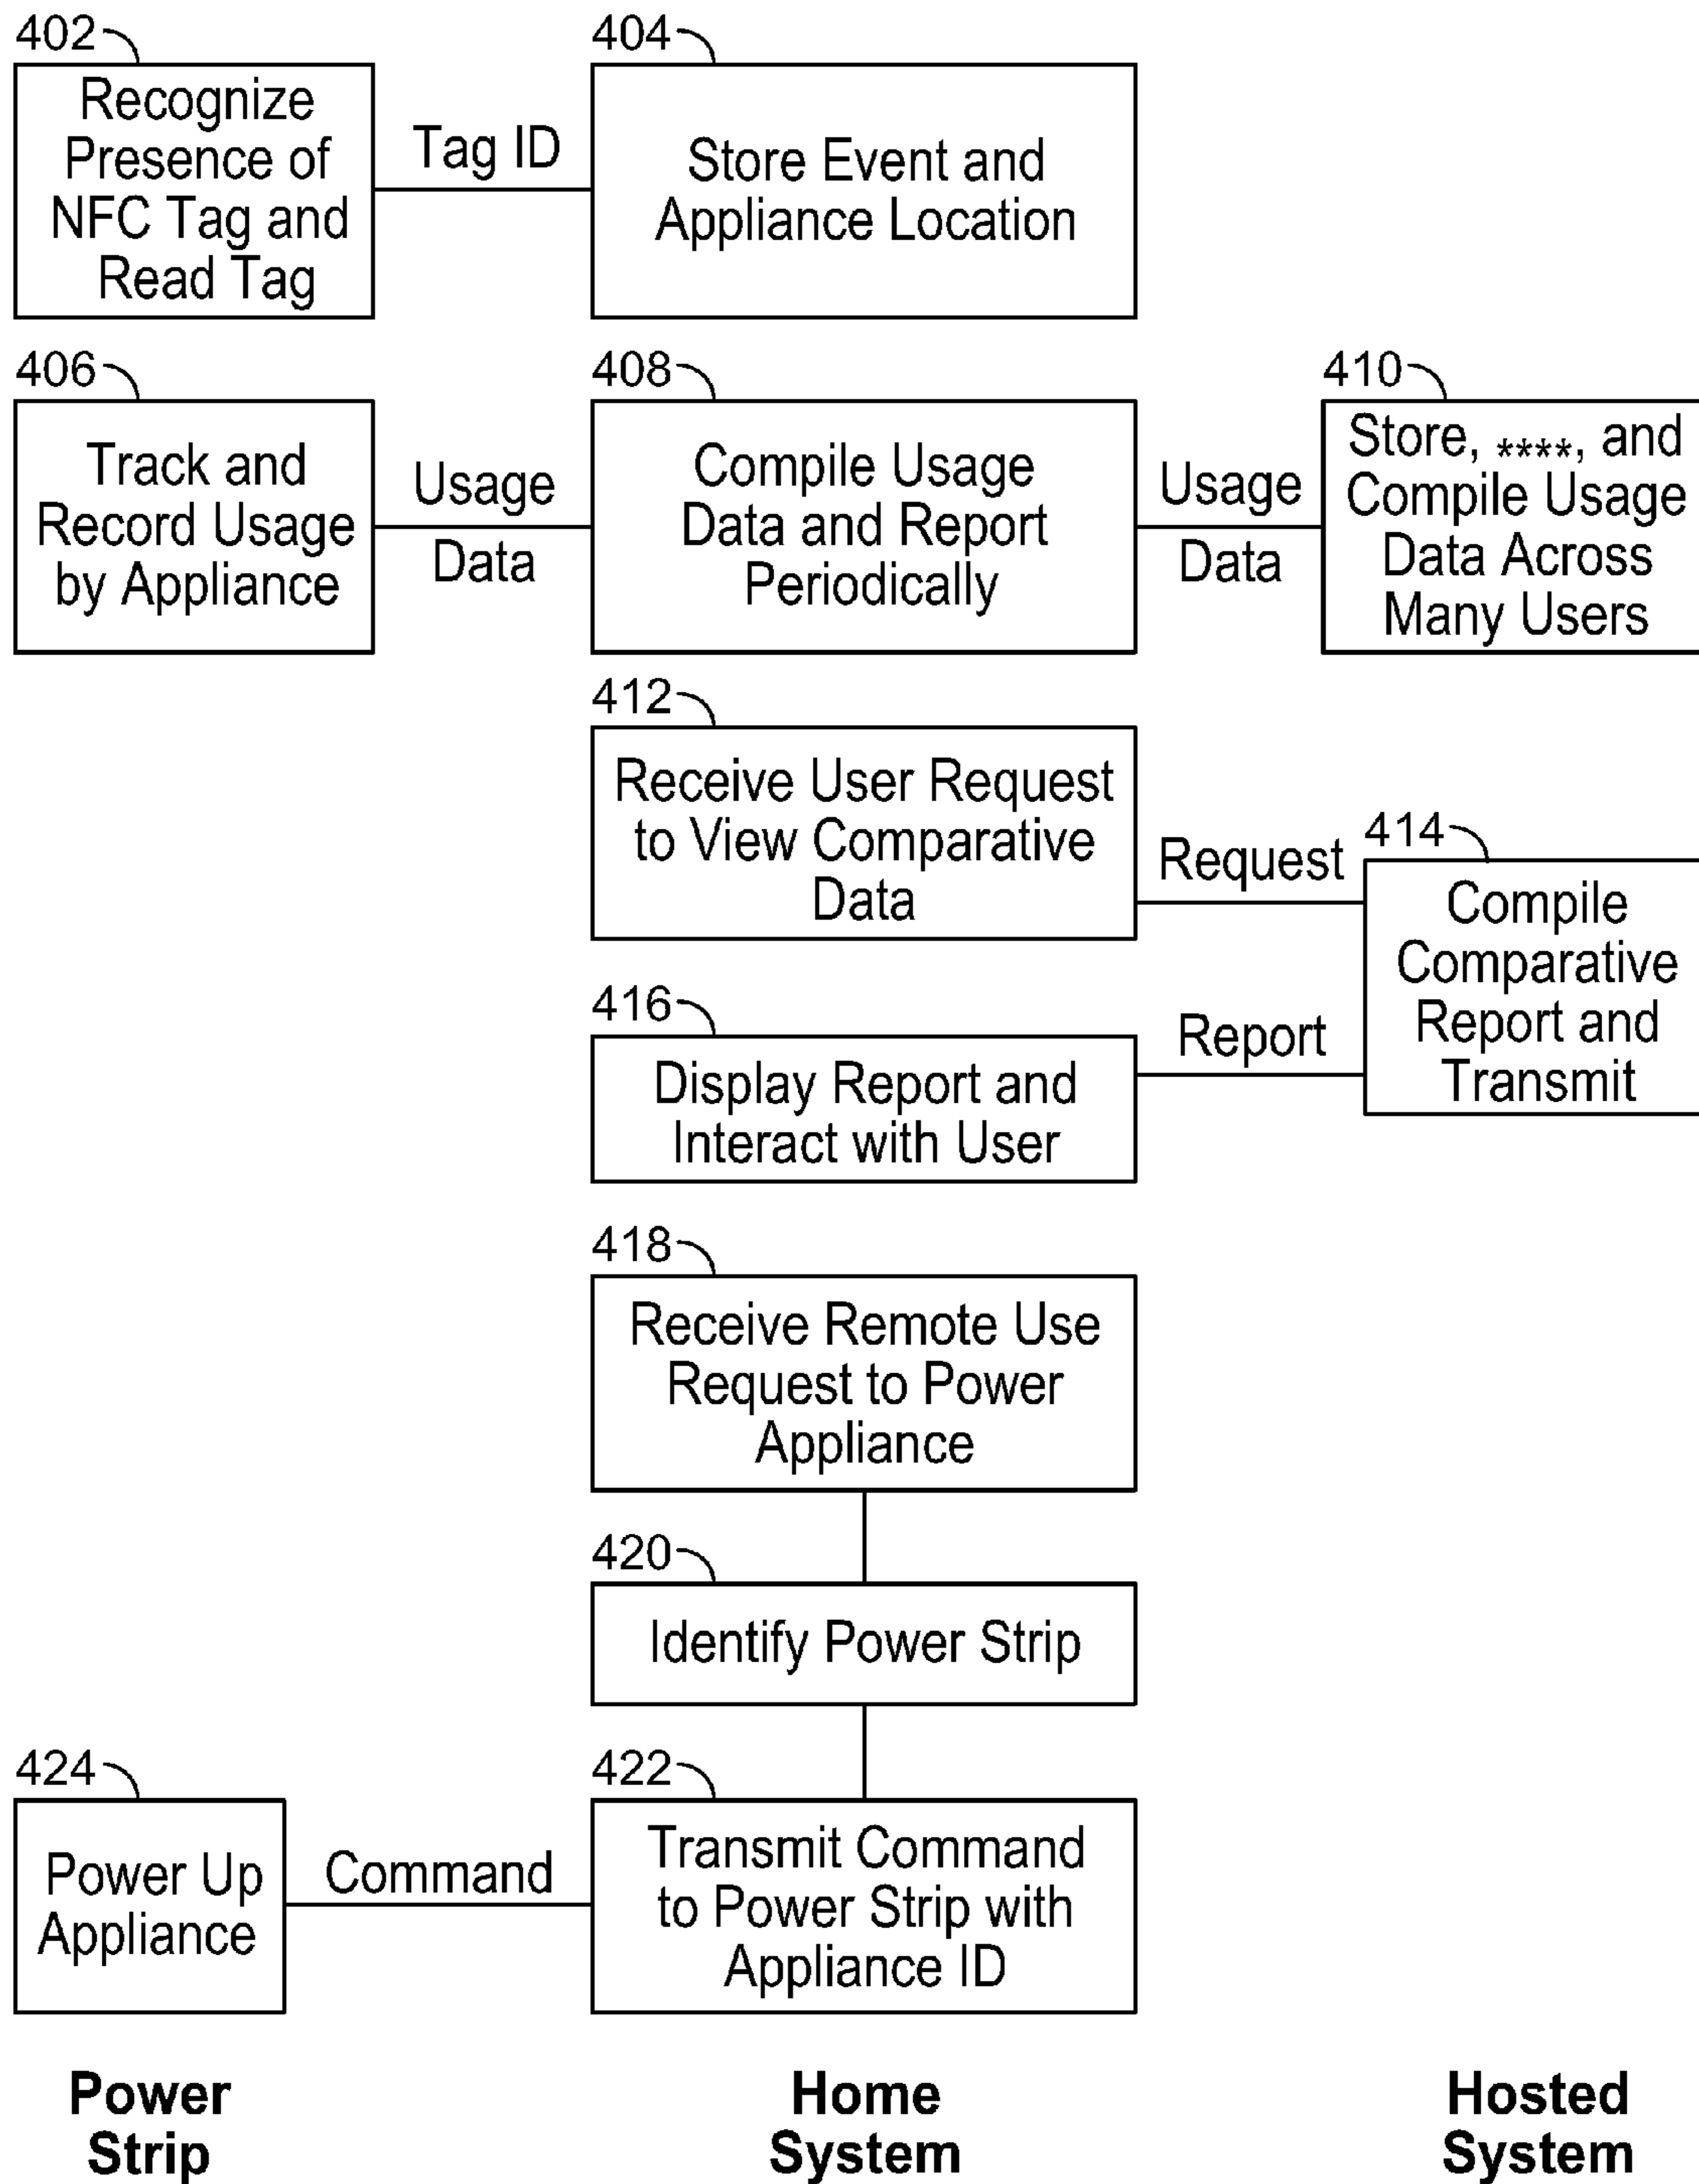 402
Recognize
Presence of
NFC Tag and
Read Tag
Tag ID
404
Store Event and
Appliance Location
406
Track and
Record Usage
by Appliance
Usage
Data
408
Compile Usage
Data and Report
Periodically
Usage
Data
410
Store, ****, and
Compile Usage
Data Across
Many Users
412
Receive User Request
to View Comparative
Data
Request
414
Compile
Comparative
Report and
Transmit
Report
416
Display Report and
Interact with User
418
Receive Remote Use
Request to Power
Appliance
420
Identify Power Strip
422
Transmit Command
to Power Strip with
Appliance ID
Command
424
Power Up
Appliance
Power
Strip
Home
System
Hosted
System